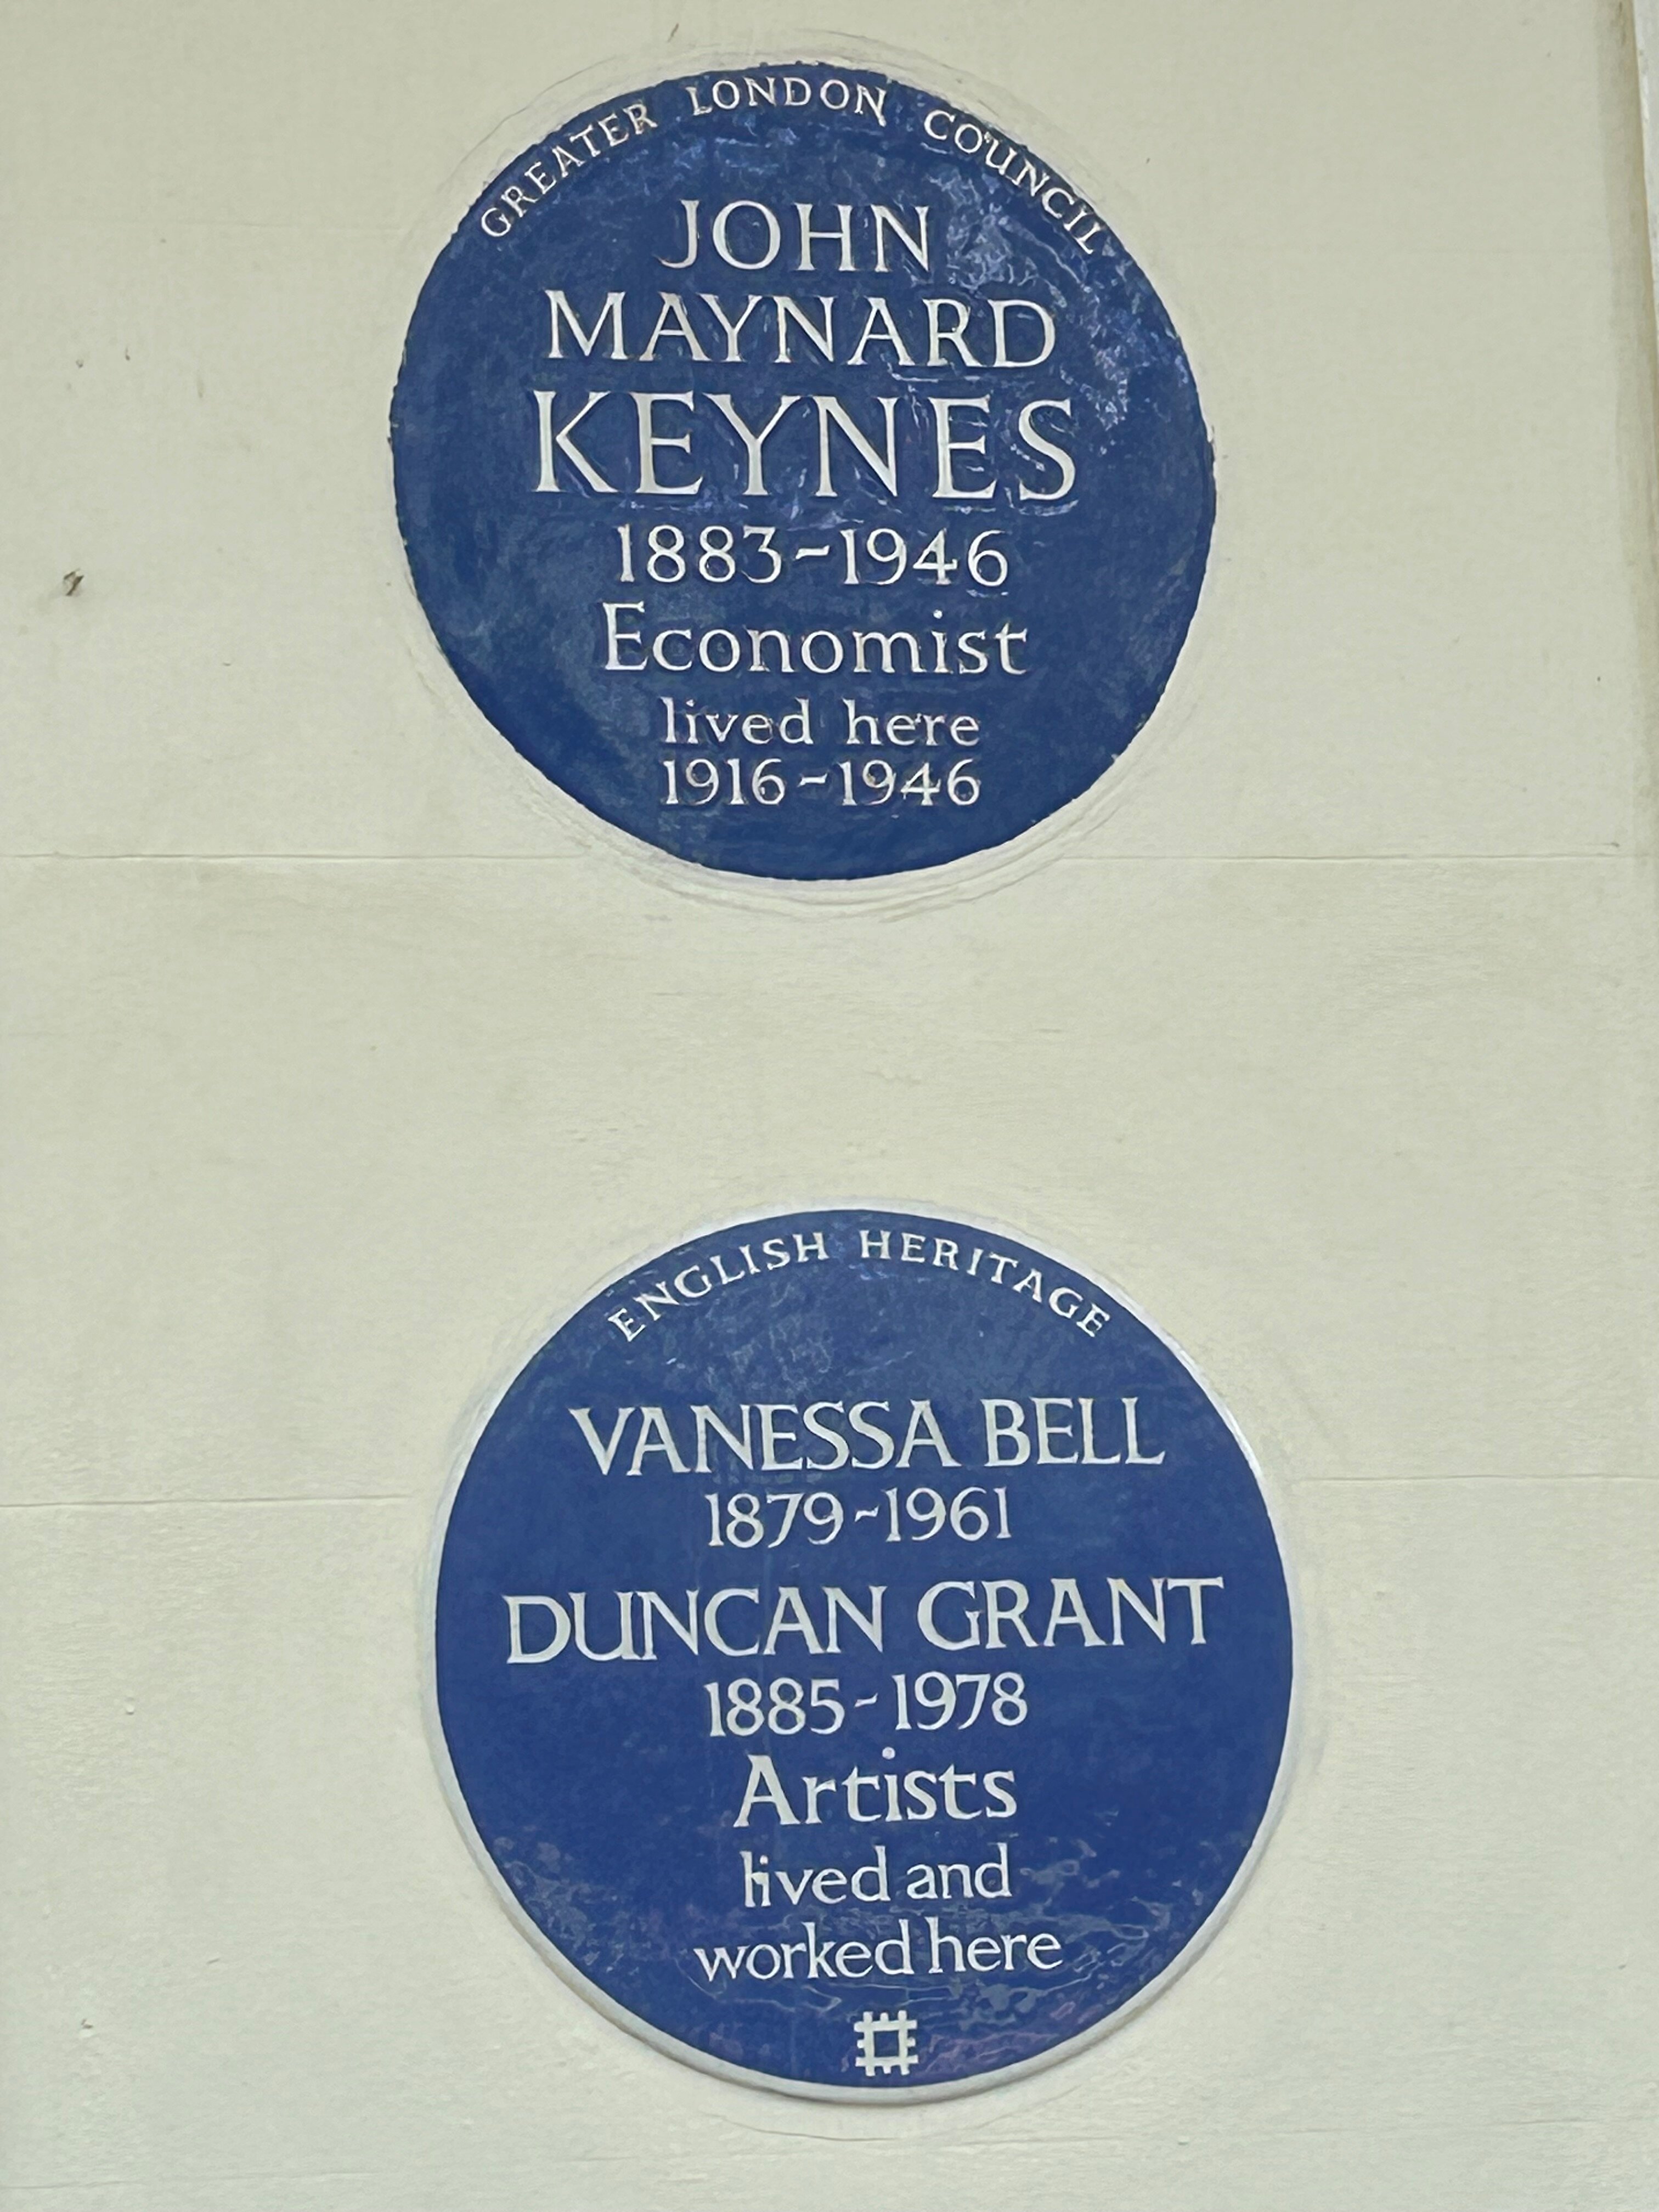 GREATER LONDON COUNCIL
JOHN
MAYNARD
KEYNES
1883~1946
Economist
lived here
1916~1946
ENGLISH HERITAGE
VANESSA BELL
1879~1961
DUNCAN GRANT
1885-1978
Artists
lived and
worked here